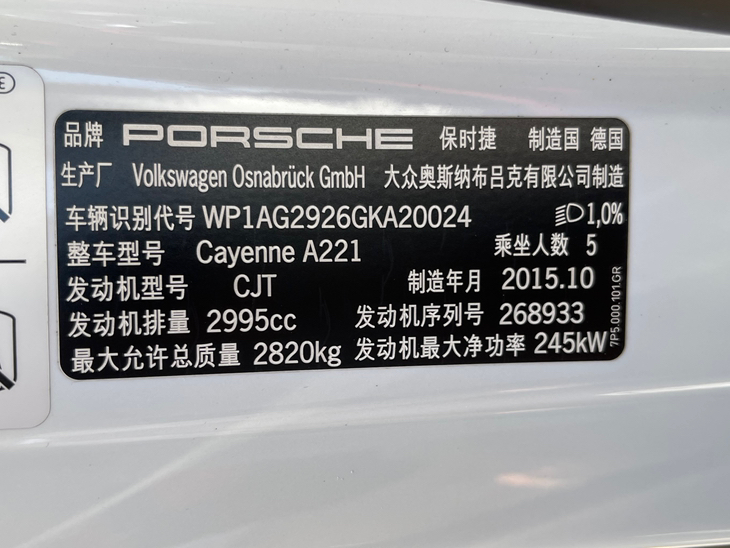 品牌 PORSCHE 保时捷 制造国 德国
生产厂 Volkswagen Osnabrück GmbH 大众奥斯纳布吕克有限公司制造
车辆识别代号 WP1AG2926GKA20024 1,0%
整车型号 Cayenne A221 乘坐人数 5
发动机型号 CJT 制造年月 2015.10
发动机排量 2995cc 发动机序列号 268933
最大允许总质量 2820kg 发动机最大净功率 245kW
7P5.000.101.GR